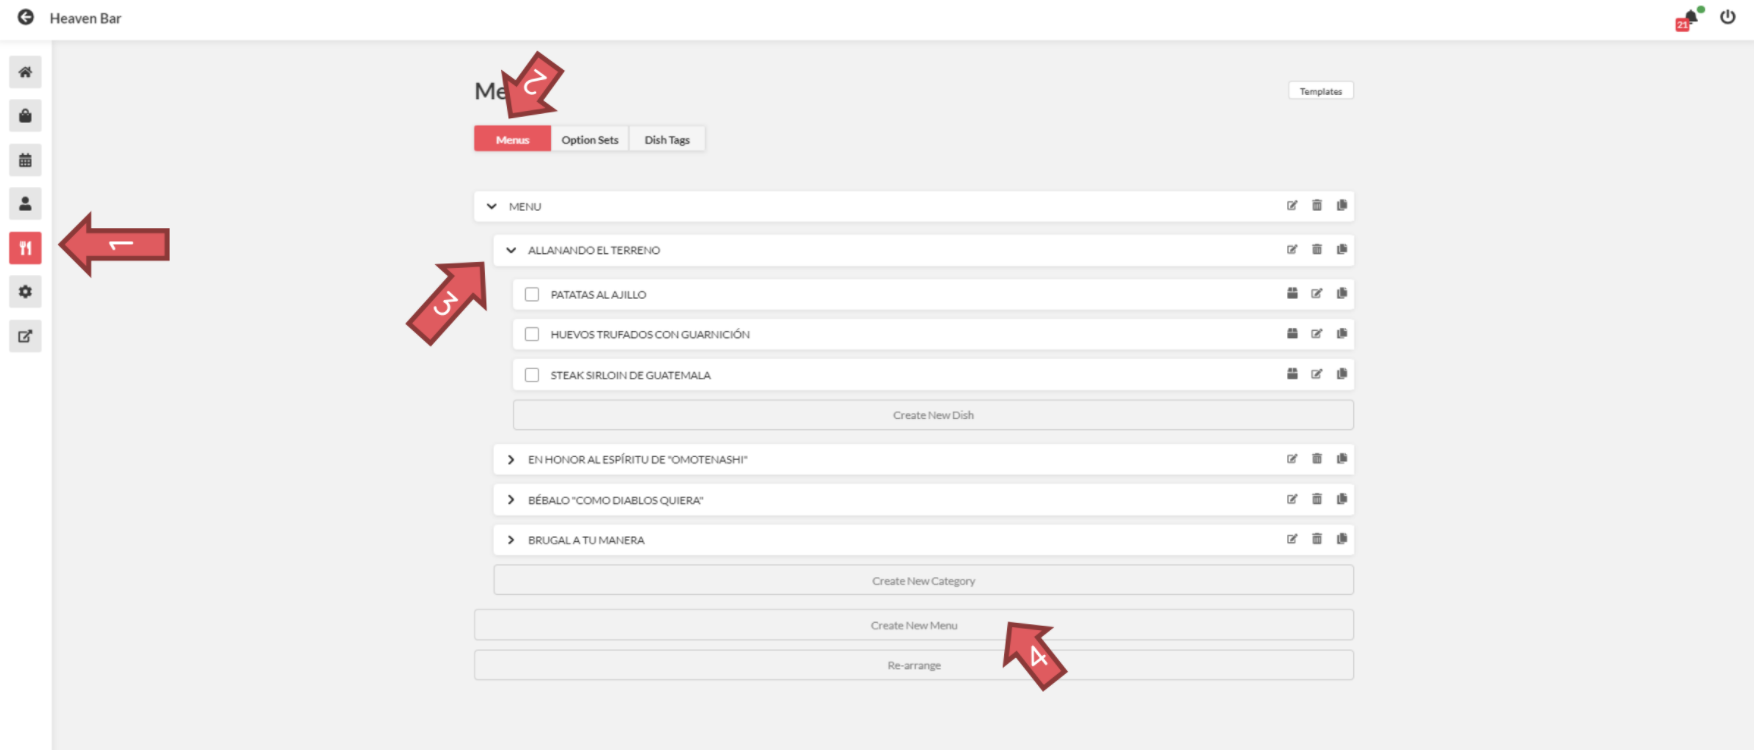 Heaven Bar
21
2
Me
Templates
Menus
Option Sets
Dish Tags
MENU
1
ALLANANDO EL TERRENO
3
PATATAS AL AJILLO
HUEVOS TRUFADOS CON GUARNICIÓN
STEAK SIRLOIN DE GUATEMALA
Create New Dish
EN HONOR AL ESPÍRITU DE "OMOTENASHI"
BÉBALO "COMO DIABLOS QUIERA"
BRUGAL A TU MANERA
Create New Category
Create New Menu
4
Re-arrange